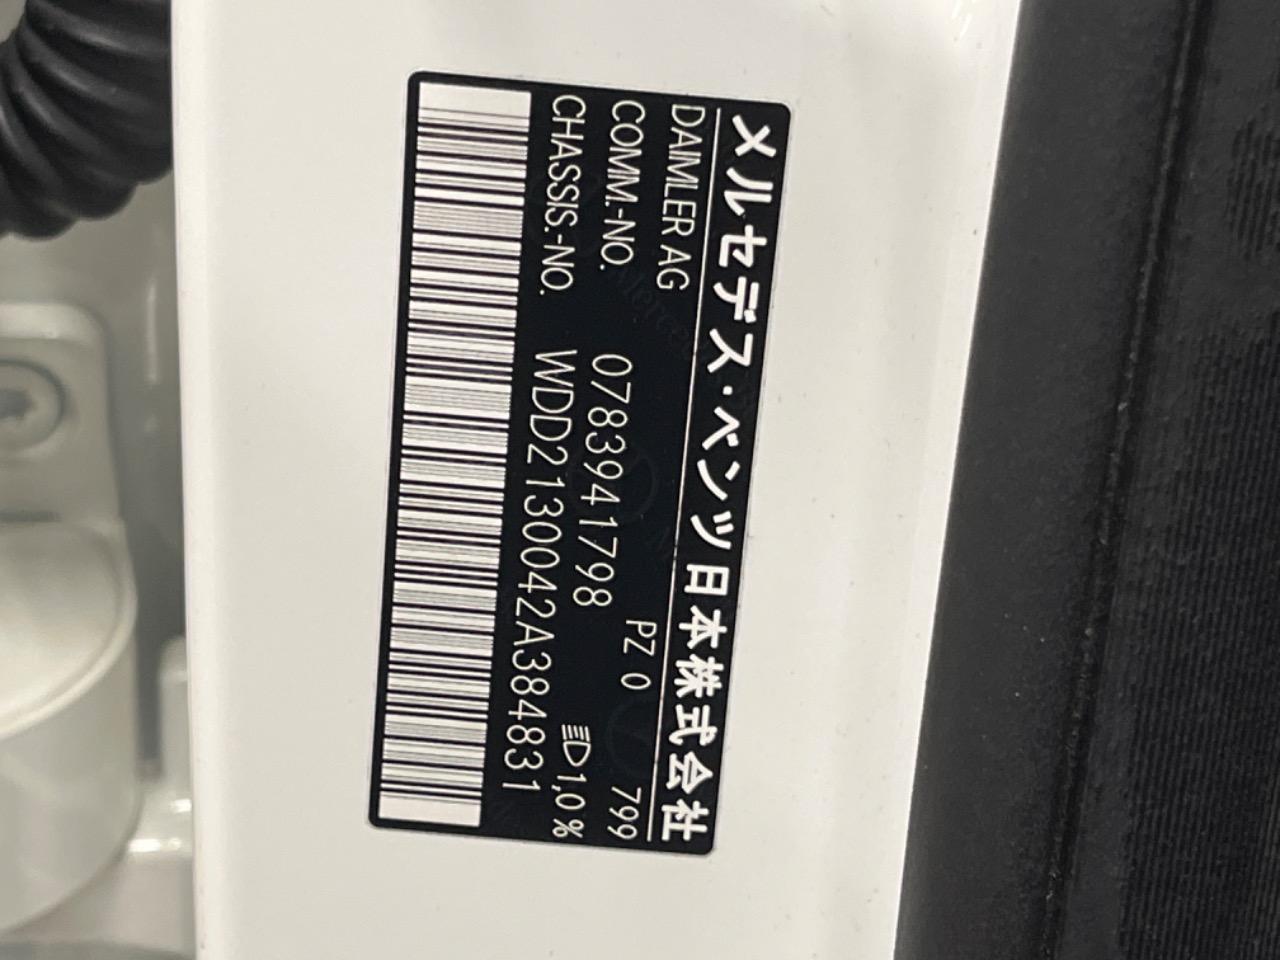 メルセデス・ベンツ日本株式会社
DAIMLER AG PZ 0 799
COMM.-NO. 0783941798 1,0 %
CHASSIS.-NO. WDD2130042A384831